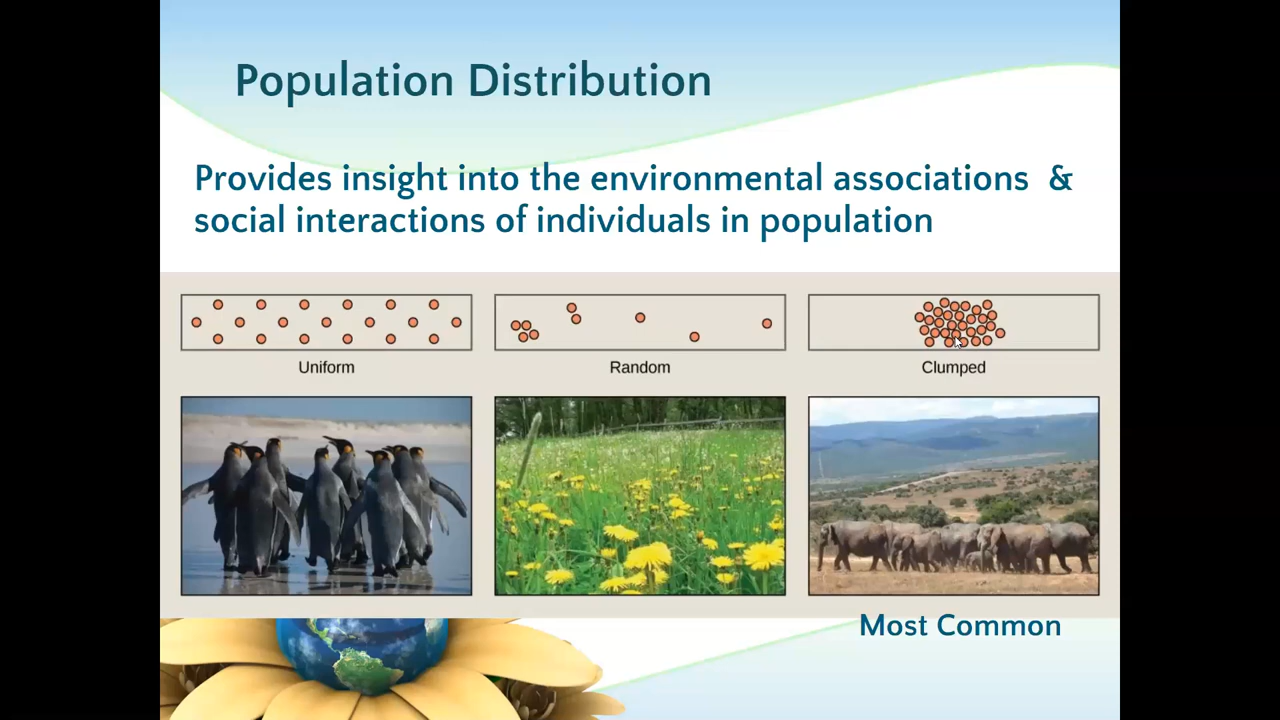 Population Distribution
Provides insight into the environmental associations & 
social interactions of individuals in population
Uniform
Random
Clumped
Most Common